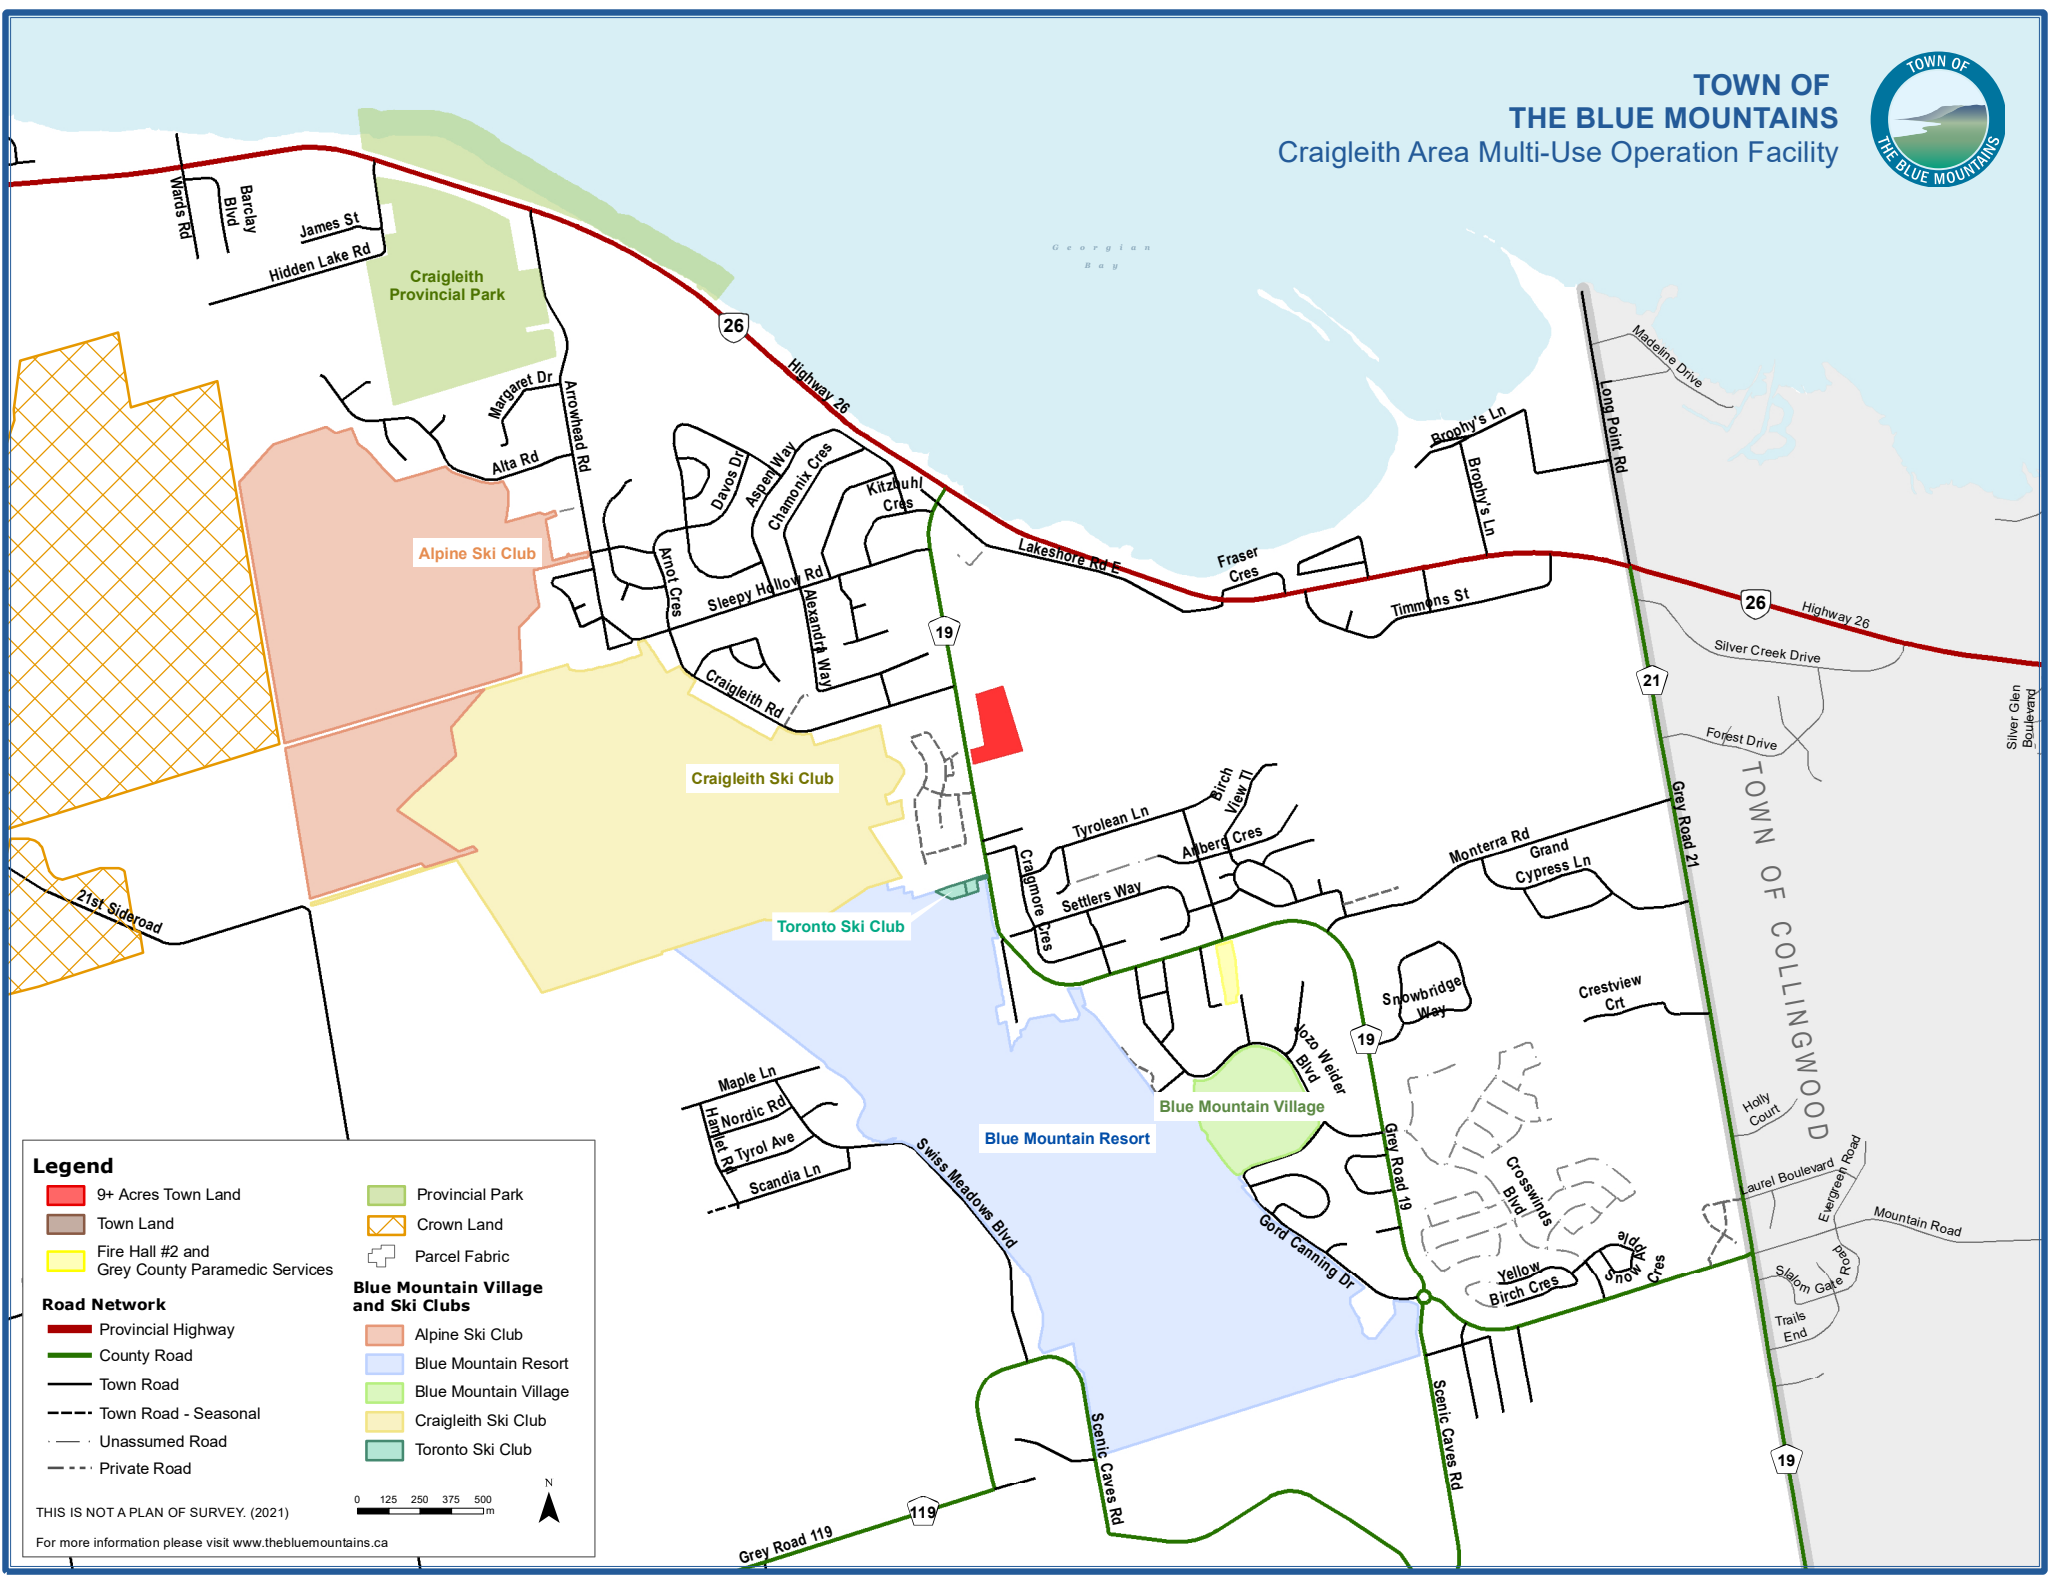 TOWN OF
THE BLUE MOUNTAINS
Craigleith Area Multi-Use Operation Facility
TOWN OF
THE BLUE MOUNTAINS
Georgian
Bay
Wards Rd
Barclay
Blvd
James St
Hidden Lake Rd
Craigleith
Provincial Park
26
Highway 26
Margaret Dr
Arrowhead Rd
Alta Rd
Davos Dr
Aspen Way
Chamonix Cres
Kitzbuhl
Cres
Alpine Ski Club
Arnot Cres
Sleepy Hollow Rd
Alexandra Way
Craigleith Rd
19
Lakeshore Rd E
Fraser
Cres
Timmons St
Brophy's Ln
Brophy's Ln
Long Point Rd
Madeline Drive
26
Highway 26
Silver Creek Drive
21
Forest Drive
Silver Glen
Boulevard
Craigleith Ski Club
Birch
View Tl
Tyrolean Ln
Arlberg Cres
Craigmore Cres
Settlers Way
Monterra Rd
Grand
Cypress Ln
Grey Road 21
TOWN OF COLLINGWOOD
21st Sideroad
Toronto Ski Club
Snowbridge
Way
Crestview
Crt
19
Jozo Weider
Blvd
Blue Mountain Village
Blue Mountain Resort
Maple Ln
Nordic Rd
Hamlet Rd
Tyrol Ave
Scandia Ln
Swiss Meadows Blvd
Grey Road 19
Crosswinds
Blvd
Gord Canning Dr
Yellow
Birch Cres
Snow Apple
Cres
Holly
Court
Laurel Boulevard
Evergreen Road
Mountain Road
Slalom Gate Road
Trails
End
Scenic Caves Rd
Scenic Caves Rd
19
119
Grey Road 119
Legend
9+ Acres Town Land
Town Land
Fire Hall #2 and
Grey County Paramedic Services
Road Network
Provincial Highway
County Road
Town Road
Town Road - Seasonal
Unassumed Road
Private Road
Provincial Park
Crown Land
Parcel Fabric
Blue Mountain Village
and Ski Clubs
Alpine Ski Club
Blue Mountain Resort
Blue Mountain Village
Craigleith Ski Club
Toronto Ski Club
0 125 250 375 500
m
N
THIS IS NOT A PLAN OF SURVEY. (2021)
For more information please visit www.thebluemountains.ca